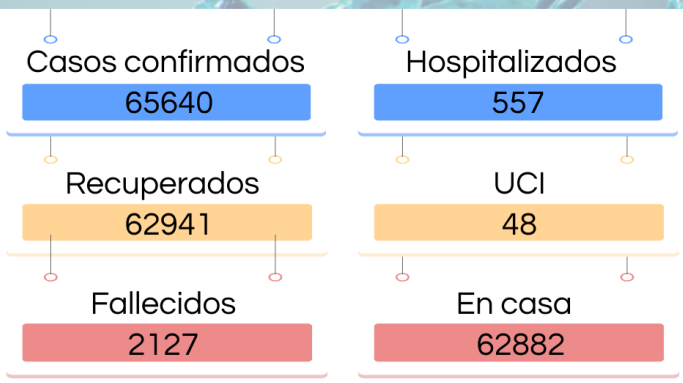 Casos confirmados
65640
Hospitalizados
557
Recuperados
62941
UCI
48
Fallecidos
2127
En casa
62882